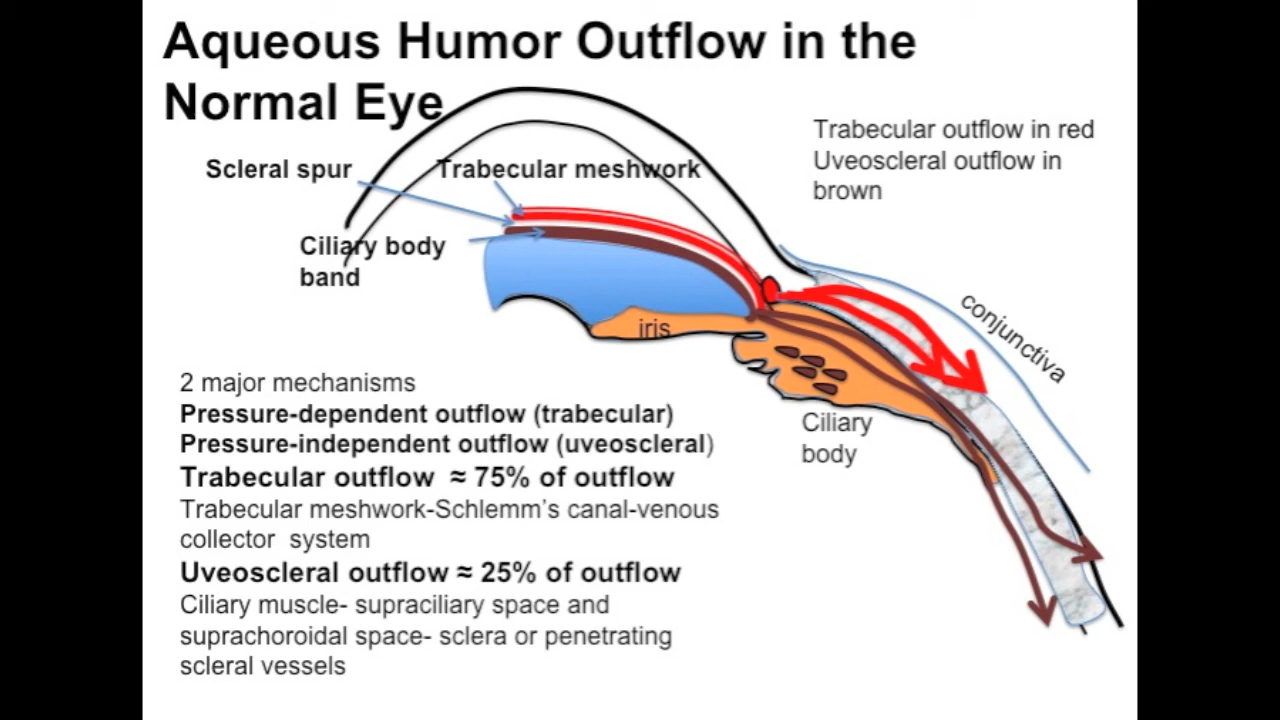 Aqueous Humor Outflow in the
Normal Eye
Trabecular outflow in red
Uveoscleral outflow in
brown
Scleral spur
Trabecular meshwork
Ciliary body
band
conjunctiva
iris
Ciliary
body
2 major mechanisms
Pressure-dependent outflow (trabecular)
Pressure-independent outflow (uveoscleral)
Trabecular outflow ≈ 75% of outflow
Trabecular meshwork-Schlemm’s canal-venous
collector system
Uveoscleral outflow ≈ 25% of outflow
Ciliary muscle- supraciliary space and
suprachoroidal space- sclera or penetrating
scleral vessels